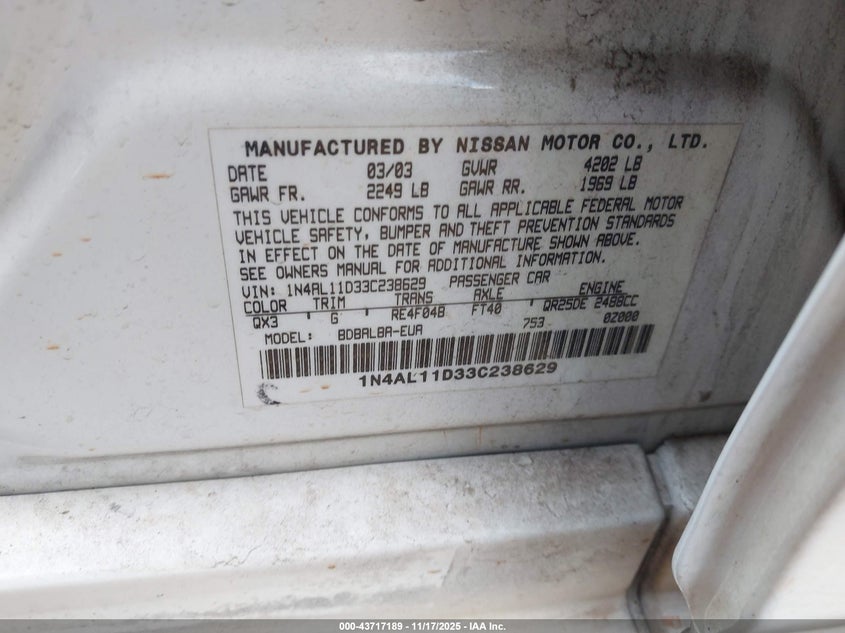 MANUFACTURED BY NISSAN MOTOR CO., LTD.
DATE 03/03 GVWR 4202 LB
GAWR FR. 2249 LB GAWR RR. 1969 LB
THIS VEHICLE CONFORMS TO ALL APPLICABLE FEDERAL MOTOR
VEHICLE SAFETY, BUMPER AND THEFT PREVENTION STANDARDS
IN EFFECT ON THE DATE OF MANUFACTURE SHOWN ABOVE.
SEE OWNERS MANUAL FOR ADDITIONAL INFORMATION.
VIN: 1N4AL11D33C238629 PASSENGER CAR
COLOR TRIM TRANS AXLE ENGINE
QX3 G RE4F04B FT40 QR25DE 2488CC
MODEL: BDBALBA-EUA 753 0Z000
1N4AL11D33C238629
000-43717189 - 11/17/2025 - IAA Inc.